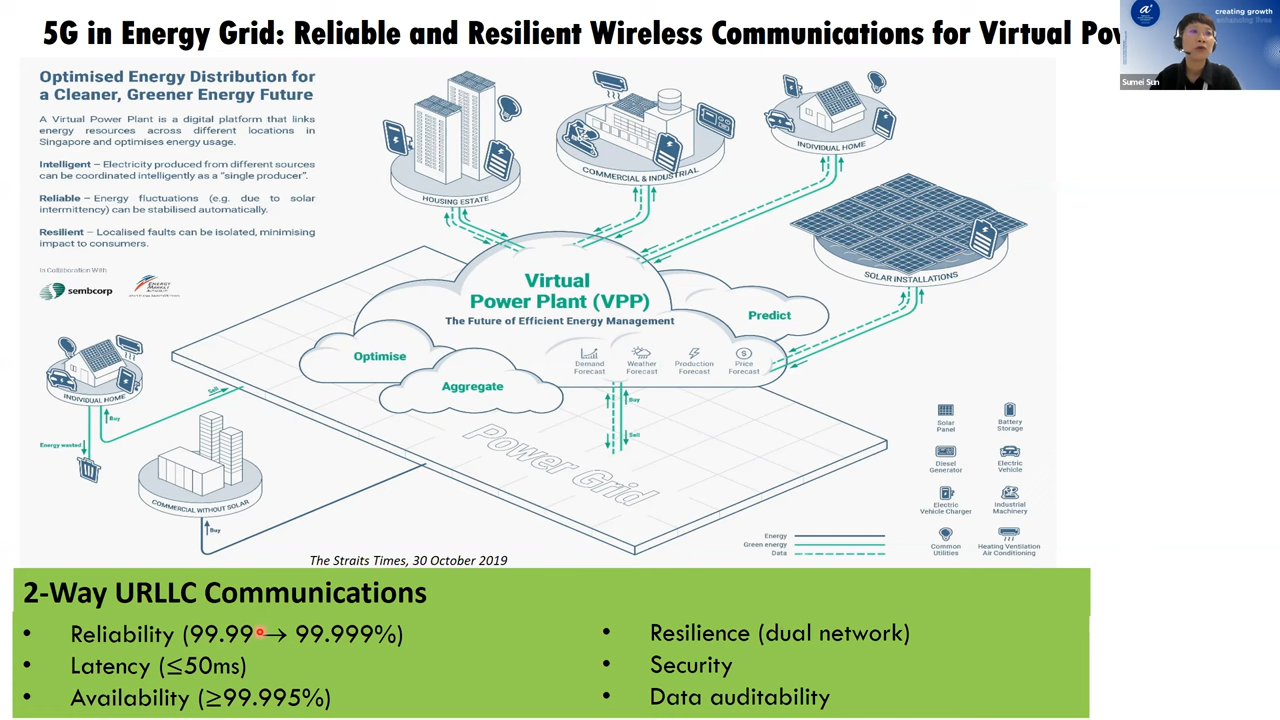 5G in Energy Grid: Reliable and Resilient Wireless Communications for Virtual Pow
creating growth
enhancing lives
Sumei Sun
Optimised Energy Distribution for
a Cleaner, Greener Energy Future
A Virtual Power Plant is a digital platform that links
energy resources across different locations in
Singapore and optimises energy usage.
Intelligent – Electricity produced from different sources
can be coordinated intelligently as a “single producer”.
Reliable – Energy fluctuations (e.g. due to solar
intermittency) can be stabilised automatically.
Resilient – Localised faults can be isolated, minimising
impact to consumers.
In Collaboration With
sembcorp
ENERGY
MARKET
AUTHORITY
HOUSING ESTATE
COMMERCIAL & INDUSTRIAL
INDIVIDUAL HOME
SOLAR INSTALLATIONS
Virtual
Power Plant (VPP)
The Future of Efficient Energy Management
Predict
Optimise
Aggregate
Demand
Forecast
Weather
Forecast
Production
Forecast
Price
Forecast
Buy
Sell
Power Grid
INDIVIDUAL HOME
Sell
Buy
Energy wasted
COMMERCIAL WITHOUT SOLAR
Buy
Solar
Panel
Battery
Storage
Diesel
Generator
Electric
Vehicle
Electric
Vehicle Charger
Industrial
Machinery
Common
Utilities
Heating Ventilation
Air Conditioning
Energy
Green energy
Data
The Straits Times, 30 October 2019
2-Way URLLC Communications
• Reliability (99.99 → 99.999%)
• Latency (≤50ms)
• Availability (≥99.995%)
• Resilience (dual network)
• Security
• Data auditability